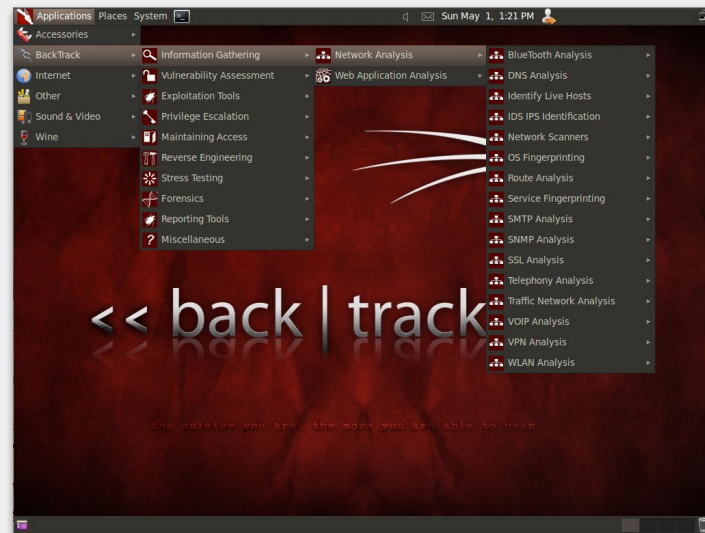 Applications Places System Sun May 1, 1:21 PM
Accessories
BackTrack
Internet
Other
Sound & Video
Wine
Information Gathering
Vulnerability Assessment
Exploitation Tools
Privilege Escalation
Maintaining Access
Reverse Engineering
Stress Testing
Forensics
Reporting Tools
Miscellaneous
Network Analysis
Web Application Analysis
BlueTooth Analysis
DNS Analysis
Identify Live Hosts
IDS IPS Identification
Network Scanners
OS Fingerprinting
Route Analysis
Service Fingerprinting
SMTP Analysis
SNMP Analysis
SSL Analysis
Telephony Analysis
Traffic Network Analysis
VOIP Analysis
VPN Analysis
WLAN Analysis
<< back | track
the quieter you are, the more you are able to hear